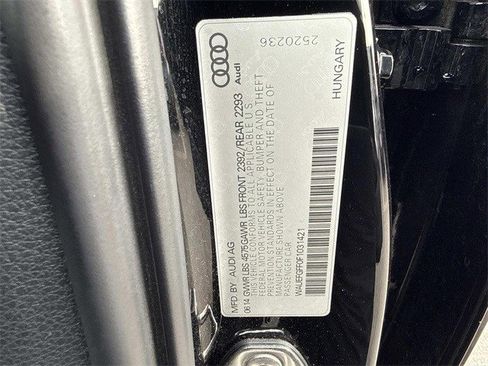 Audi
2520236
HUNGARY
MFD BY AUDI AG
06 14 GVWR LBS 4575 GAWR LBS FRONT 2392/REAR 2293
THIS VEHICLE CONFORMS TO ALL APPLICABLE U.S.
FEDERAL MOTOR VEHICLE SAFETY, BUMPER AND THEFT
PREVENTION STANDARDS IN EFFECT ON THE DATE OF
MANUFACTURE SHOWN ABOVE.
PASSENGER CAR
WAUEFGFF0F1031421